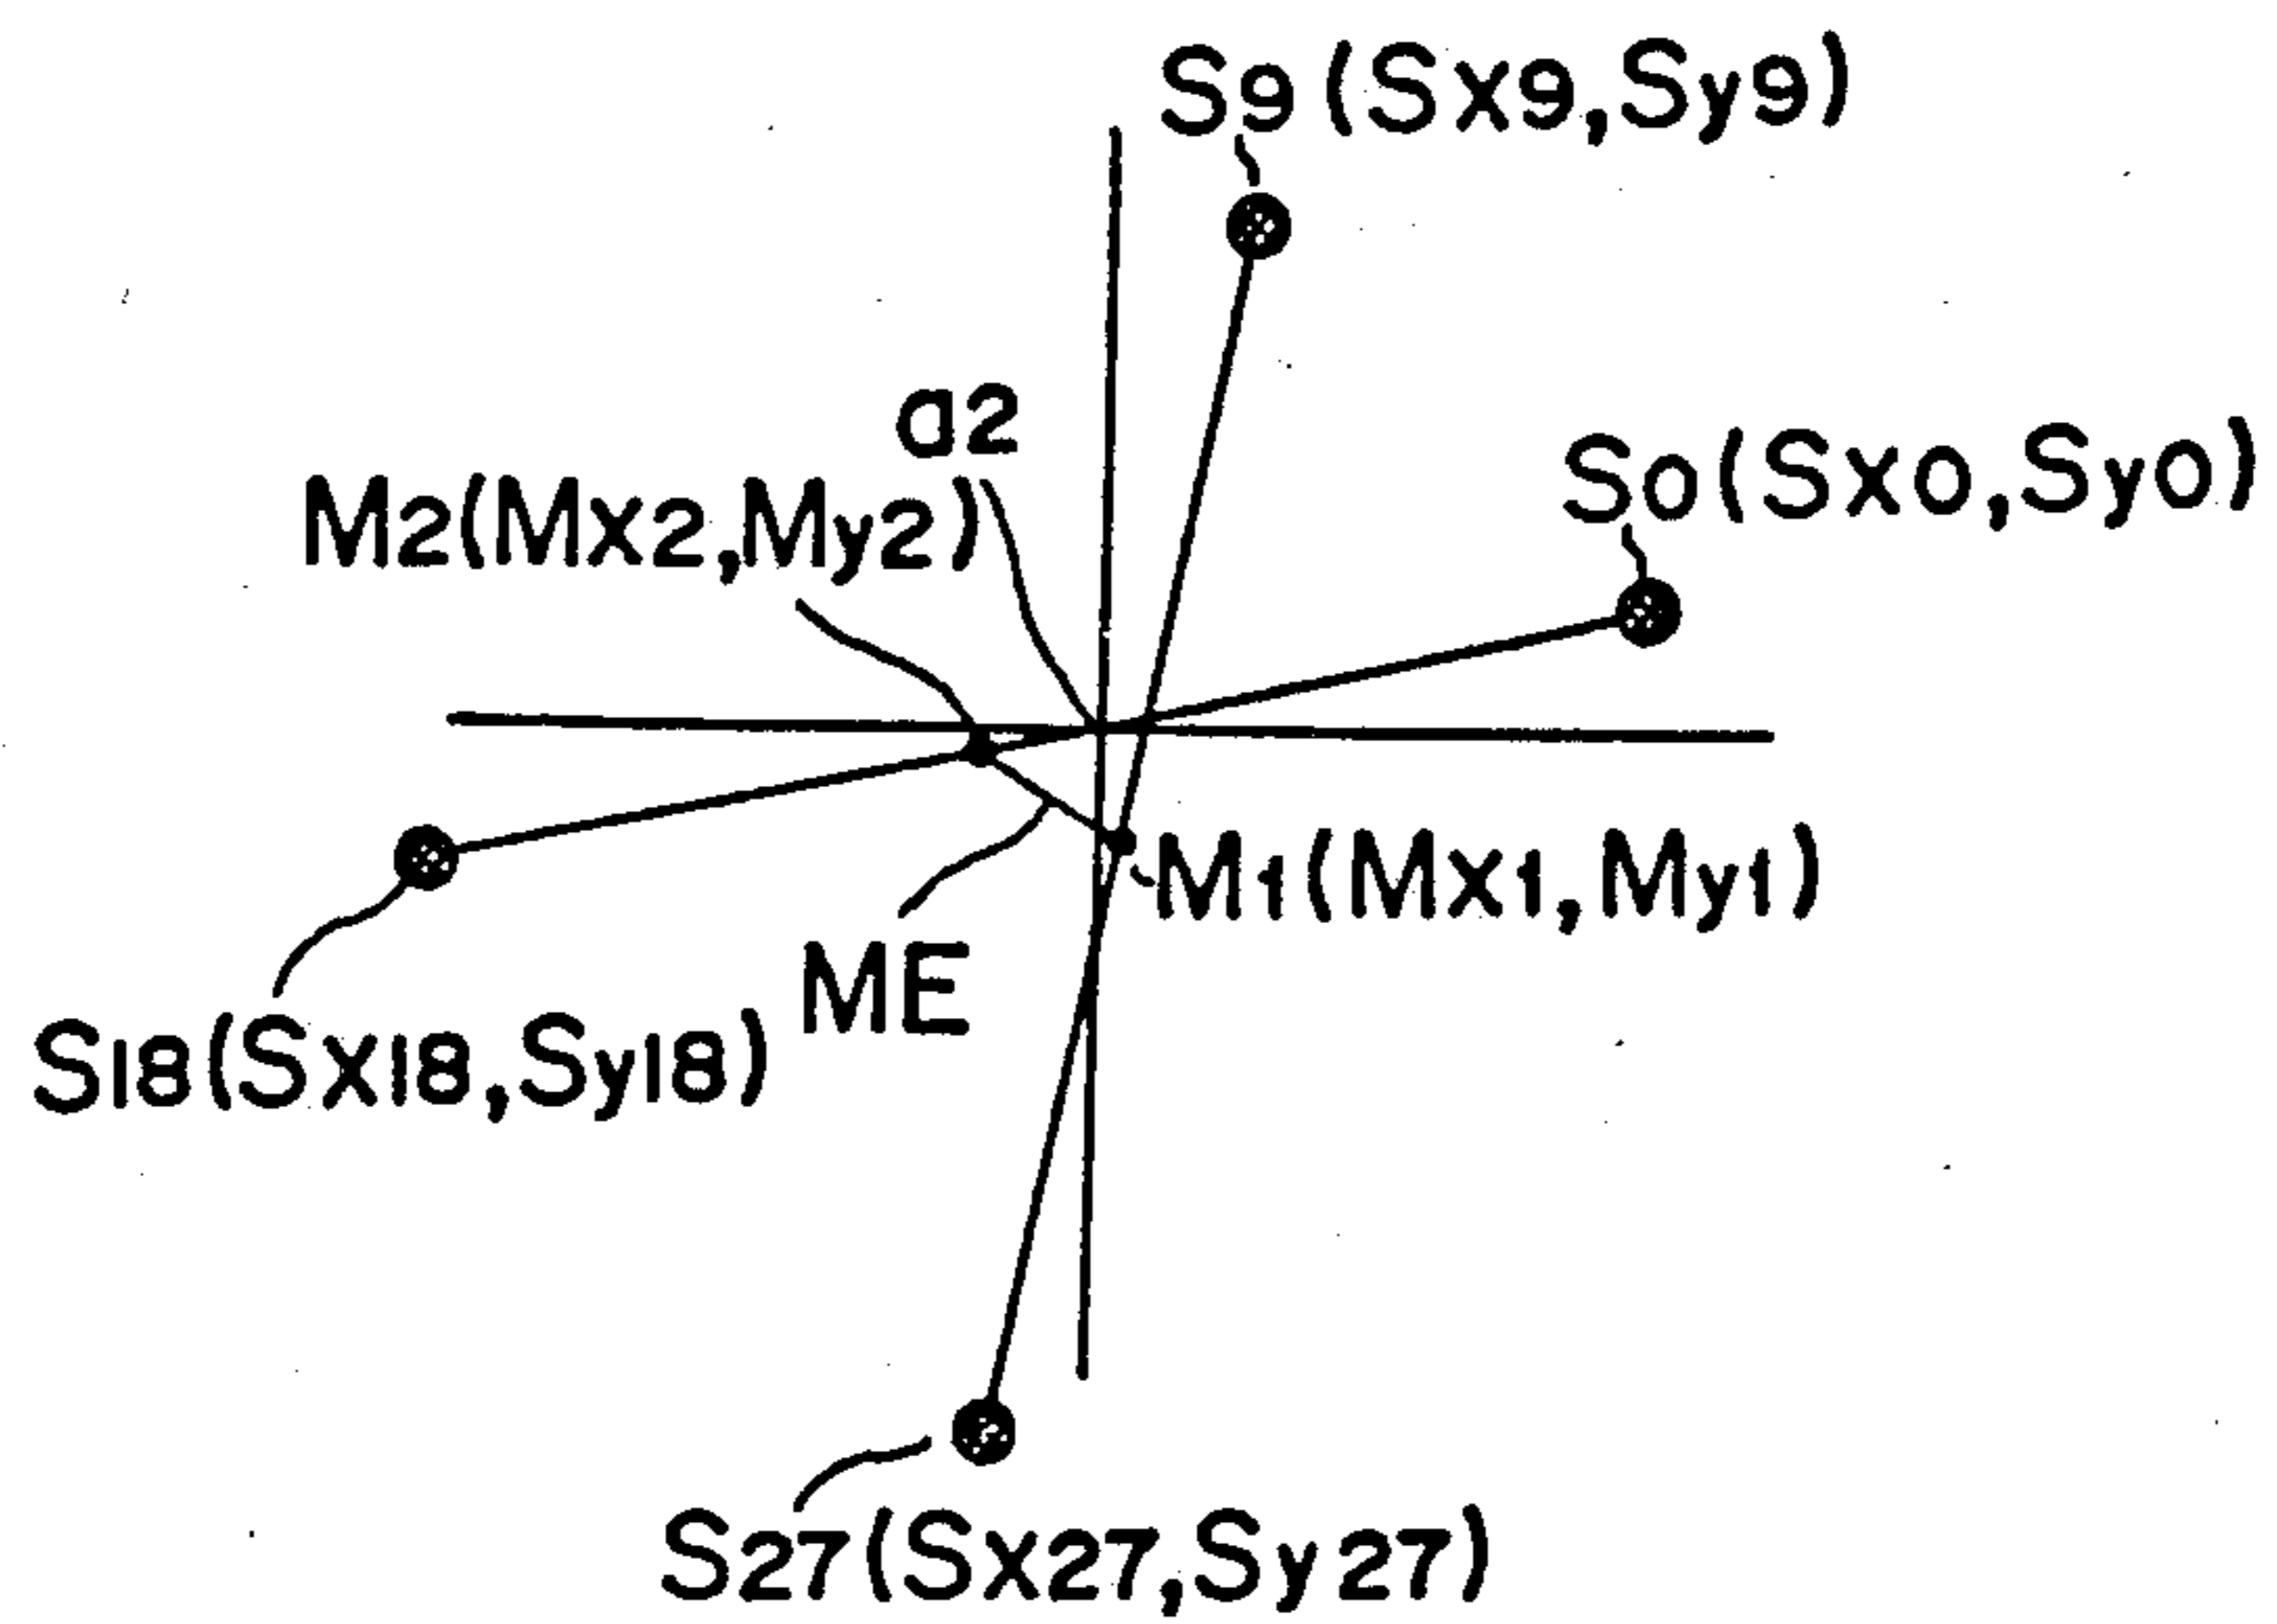 S9(Sx9,Sy9)
a2
S0(Sx0,Sy0)
M2(Mx2,My2)
M1(Mx1,My1)
ME
S18(Sx18,Sy18)
S27(Sx27,Sy27)